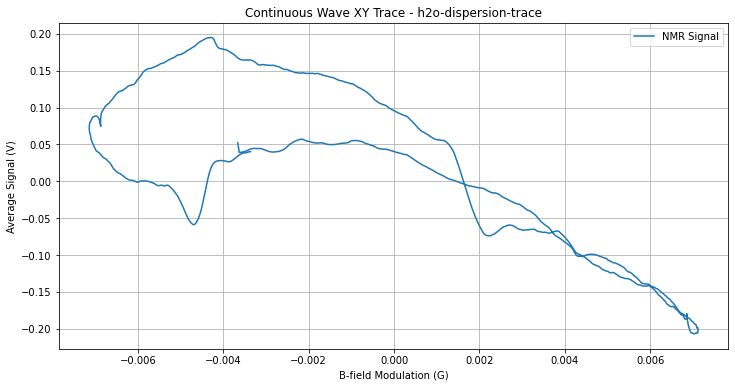 Continuous Wave XY Trace - h2o-dispersion-trace
NMR Signal
0.20
0.15
0.10
0.05
0.00
−0.05
−0.10
−0.15
−0.20
Average Signal (V)
−0.006 −0.004 −0.002 0.000 0.002 0.004 0.006
B-field Modulation (G)